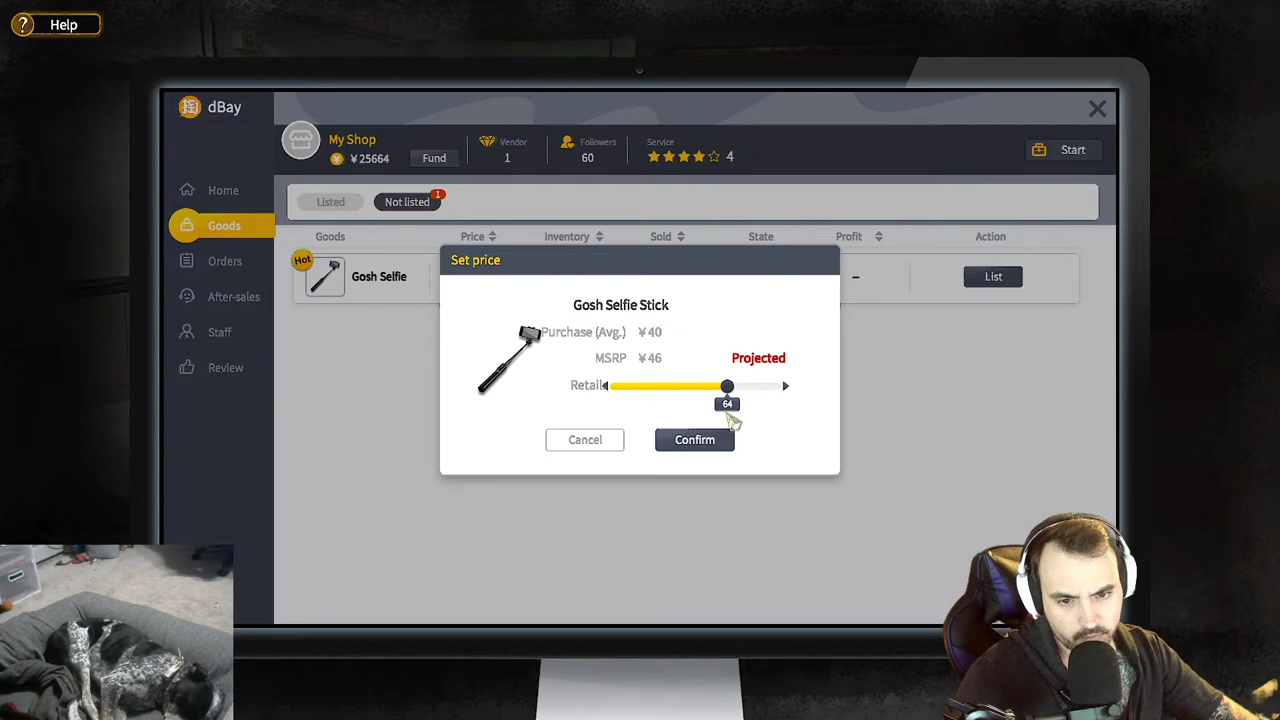 ? Help
掏 dBay
My Shop
¥ ¥25664
Fund
Vendor
1
Followers
60
Service
4
Start
Home
Goods
Orders
After-sales
Staff
Review
Listed
Not listed
1
Goods
Price
Inventory
Sold
State
Profit
Action
Hot
Gosh Selfie
–
List
Set price
Gosh Selfie Stick
Purchase (Avg.) ¥40
MSRP ¥46
Projected
Retail
64
Cancel
Confirm